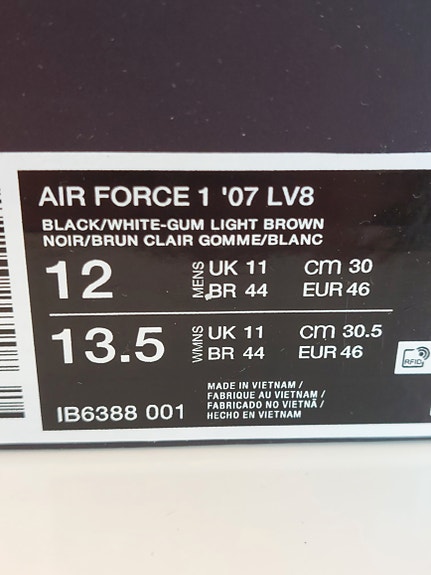 AIR FORCE 1 '07 LV8
BLACK/WHITE-GUM LIGHT BROWN
NOIR/BRUN CLAIR GOMME/BLANC
12 MENS UK 11 CM 30
BR 44 EUR 46
13.5 WMNS UK 11 CM 30.5
BR 44 EUR 46
RFID
IB6388 001
MADE IN VIETNAM /
FABRIQUE AU VIETNAM /
FABRICADO NO VIETNÃ /
HECHO EN VIETNAM